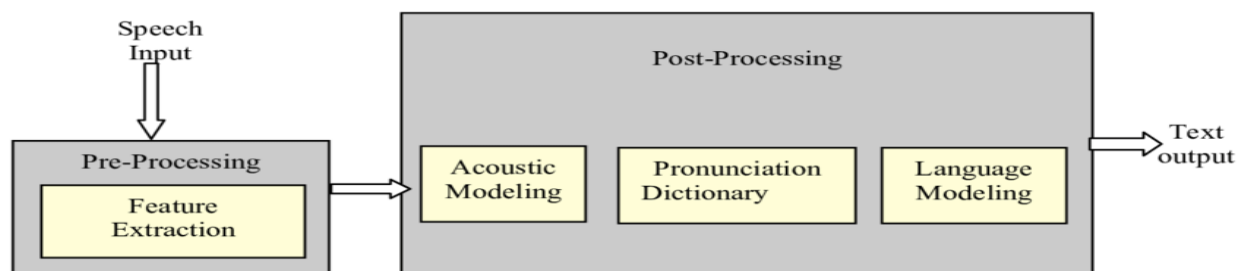 Speech
Input
Pre-Processing
Feature
Extraction
Post-Processing
Acoustic
Modeling
Pronunciation
Dictionary
Language
Modeling
Text
output